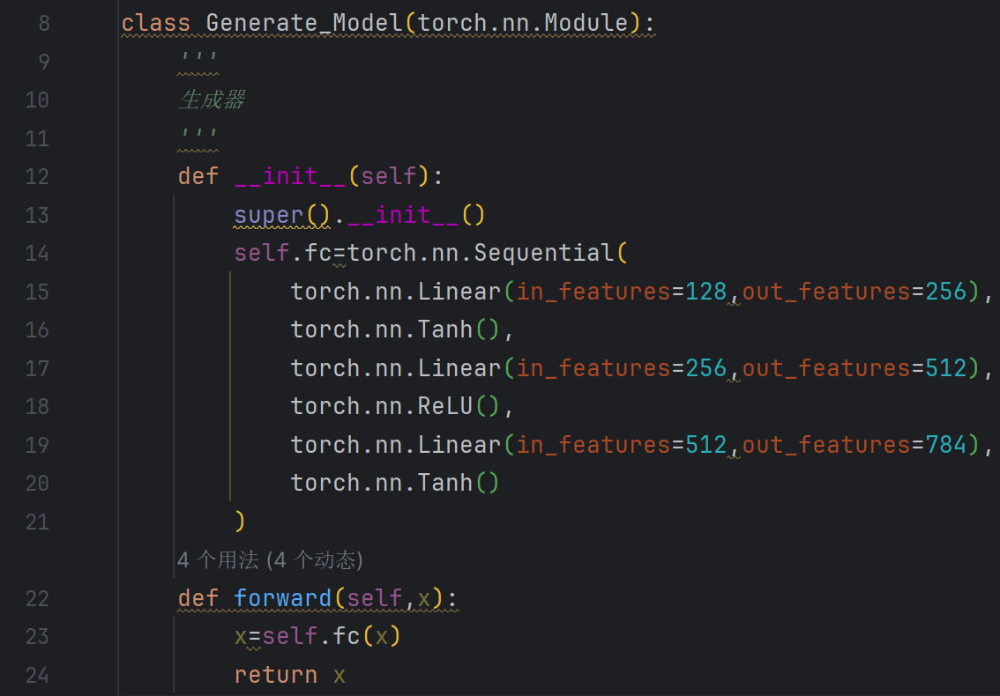 8 class Generate_Model(torch.nn.Module):
9 '''
10 生成器
11 '''
12 def __init__(self):
13 super().__init__()
14 self.fc=torch.nn.Sequential(
15 torch.nn.Linear(in_features=128,out_features=256),
16 torch.nn.Tanh(),
17 torch.nn.Linear(in_features=256,out_features=512),
18 torch.nn.ReLU(),
19 torch.nn.Linear(in_features=512,out_features=784),
20 torch.nn.Tanh()
21 )
4 个用法 (4 个动态)
22 def forward(self,x):
23 x=self.fc(x)
24 return x